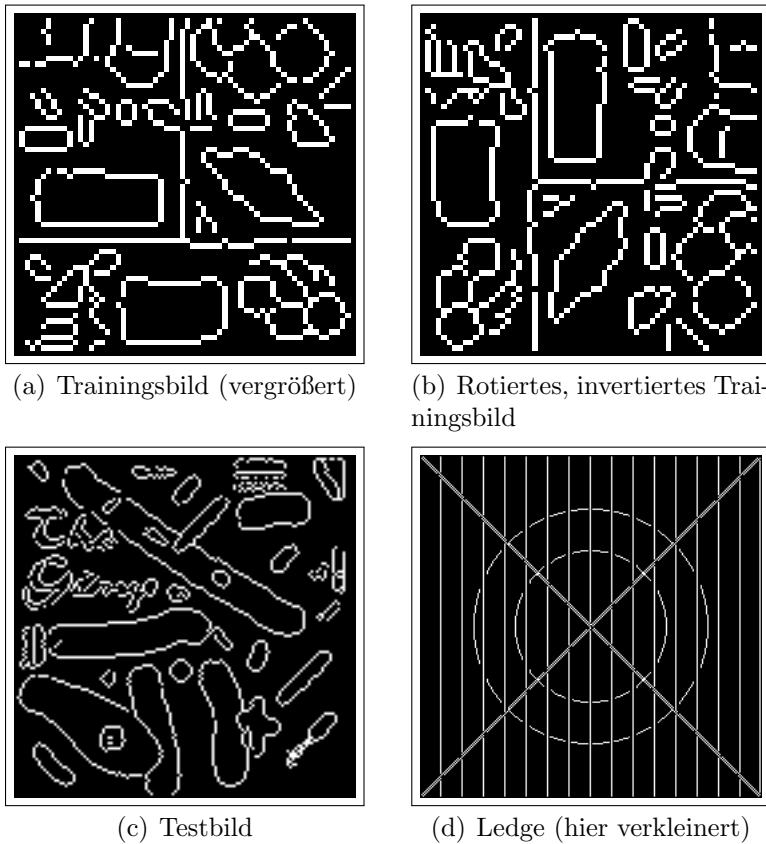 (a) Trainingsbild (vergrößert)
(b) Rotiertes, invertiertes Trai-
ningsbild
(c) Testbild
(d) Ledge (hier verkleinert)